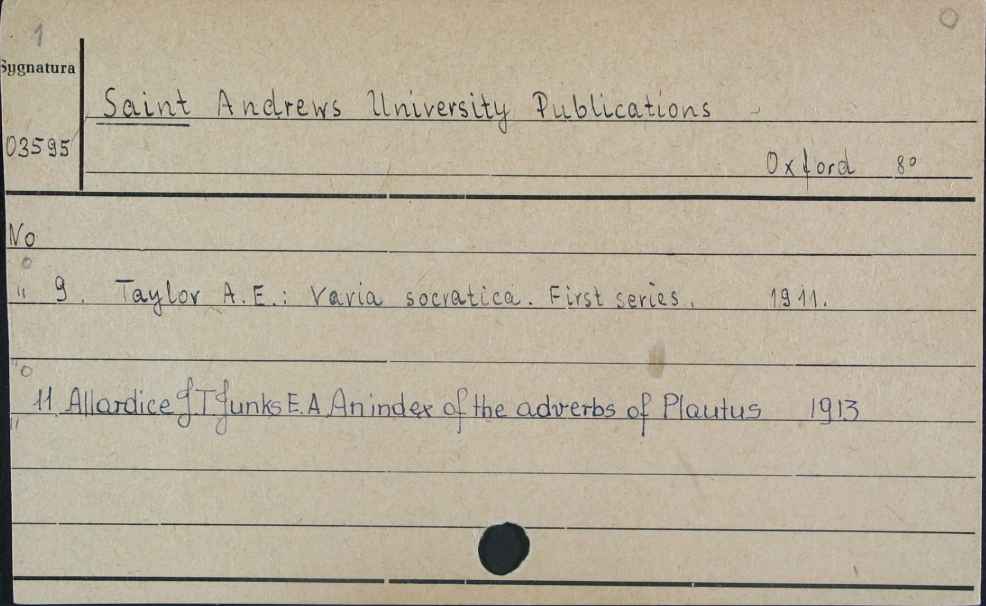 1
Sygnatura
Saint Andrews University Publications
03595
Oxford 8º
No
" 9. Taylor A.E.: Varia socratica. First series. 1911.
11 Allardice J T Junks E.A An index of the adverbs of Plautus 1913
"